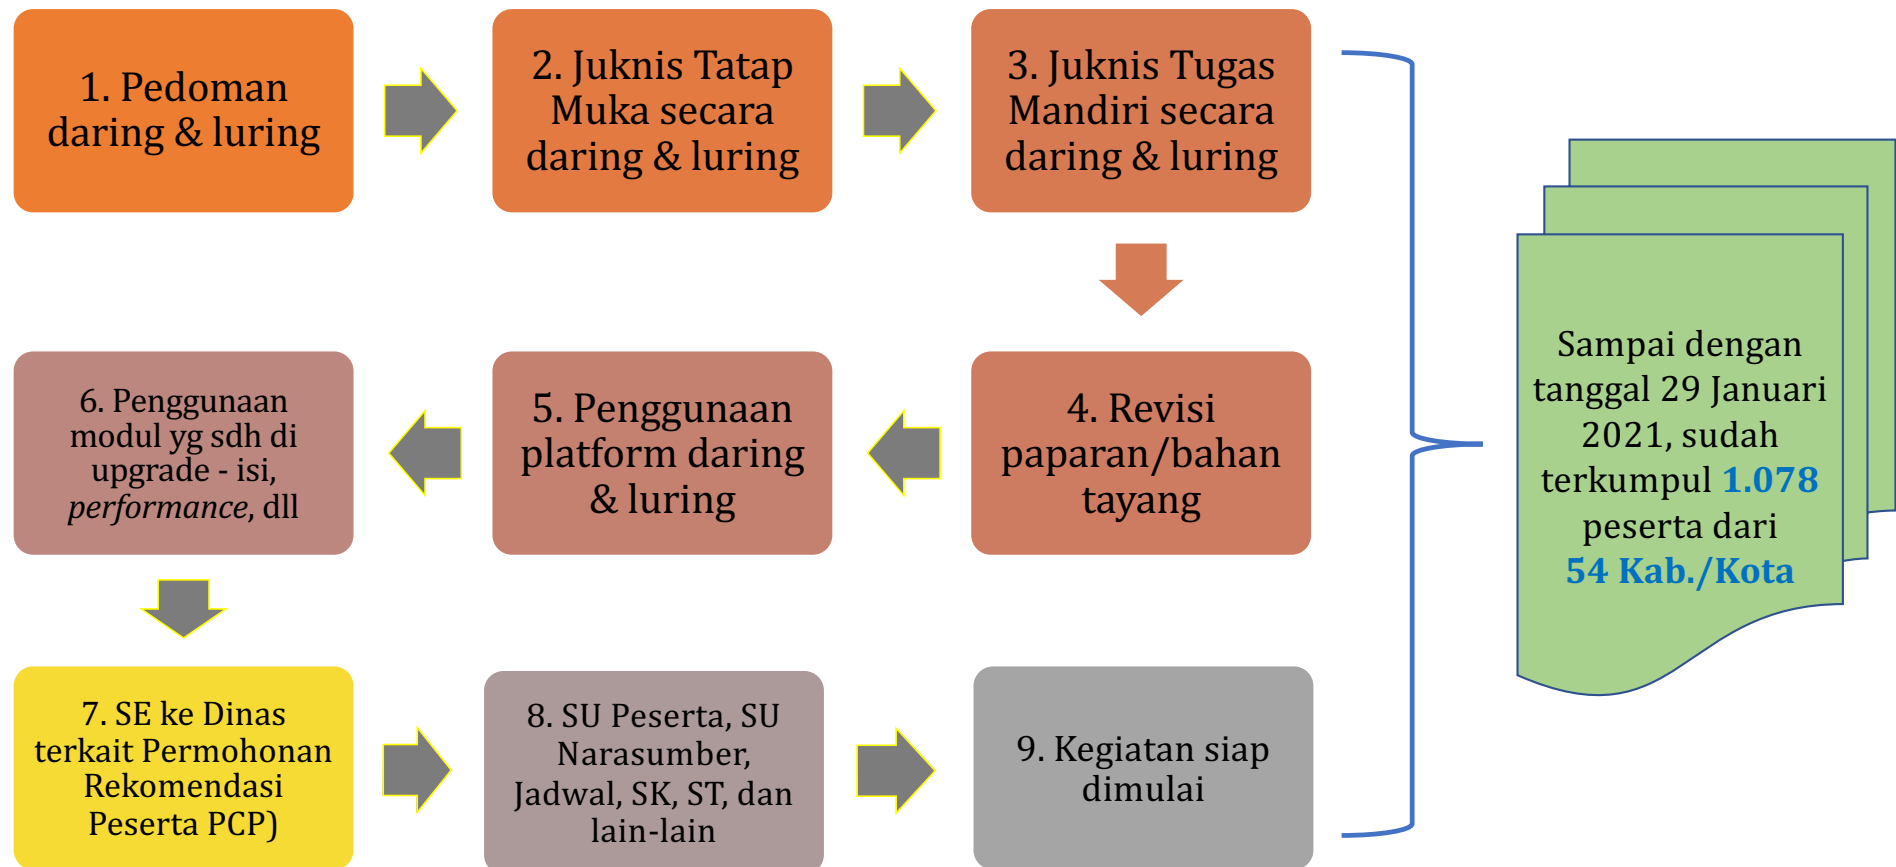 1. Pedoman
daring & luring
2. Juknis Tatap
Muka secara
daring & luring
3. Juknis Tugas
Mandiri secara
daring & luring
4. Revisi
paparan/bahan
tayang
5. Penggunaan
platform daring
& luring
6. Penggunaan
modul yg sdh di
upgrade - isi,
performance, dll
7. SE ke Dinas
terkait Permohonan
Rekomendasi
Peserta PCP)
8. SU Peserta, SU
Narasumber,
Jadwal, SK, ST, dan
lain-lain
9. Kegiatan siap
dimulai
Sampai dengan
tanggal 29 Januari
2021, sudah
terkumpul 1.078
peserta dari
54 Kab./Kota